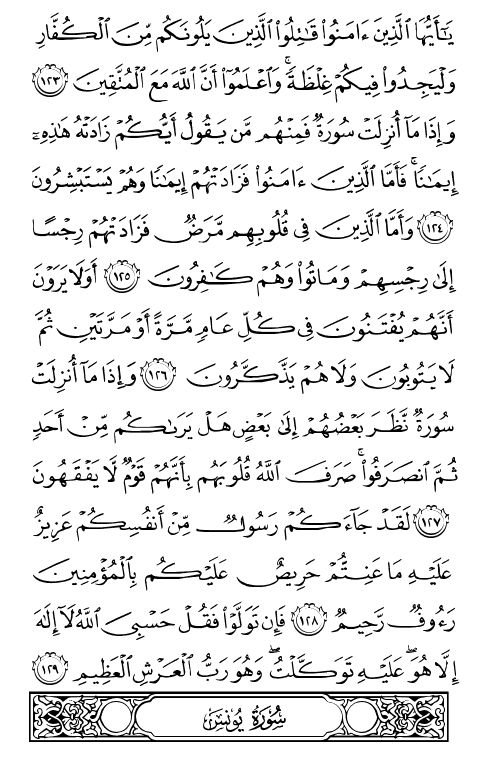 يَٰٓأَيُّهَا ٱلَّذِينَ ءَامَنُوا۟ قَٰتِلُوا۟ ٱلَّذِينَ يَلُونَكُم مِّنَ ٱلْكُفَّارِ
وَلْيَجِدُوا۟ فِيكُمْ غِلْظَةً ۚ وَٱعْلَمُوٓا۟ أَنَّ ٱللَّهَ مَعَ ٱلْمُتَّقِينَ ١٢٣
وَإِذَا مَآ أُنزِلَتْ سُورَةٌ فَمِنْهُم مَّن يَقُولُ أَيُّكُمْ زَادَتْهُ هَٰذِهِۦٓ
إِيمَٰنًا ۚ فَأَمَّا ٱلَّذِينَ ءَامَنُوا۟ فَزَادَتْهُمْ إِيمَٰنًا وَهُمْ يَسْتَبْشِرُونَ
١٢٤ وَأَمَّا ٱلَّذِينَ فِى قُلُوبِهِم مَّرَضٌ فَزَادَتْهُمْ رِجْسًا
إِلَىٰ رِجْسِهِمْ وَمَاتُوا۟ وَهُمْ كَٰفِرُونَ ١٢٥ أَوَلَا يَرَوْنَ
أَنَّهُمْ يُفْتَنُونَ فِى كُلِّ عَامٍ مَّرَّةً أَوْ مَرَّتَيْنِ ثُمَّ
لَا يَتُوبُونَ وَلَا هُمْ يَذَّكَّرُونَ ١٢٦ وَإِذَا مَآ أُنزِلَتْ
سُورَةٌ نَّظَرَ بَعْضُهُمْ إِلَىٰ بَعْضٍ هَلْ يَرَىٰكُم مِّنْ أَحَدٍ
ثُمَّ ٱنصَرَفُوا۟ ۚ صَرَفَ ٱللَّهُ قُلُوبَهُم بِأَنَّهُمْ قَوْمٌ لَّا يَفْقَهُونَ
١٢٧ لَقَدْ جَآءَكُمْ رَسُولٌ مِّنْ أَنفُسِكُمْ عَزِيزٌ
عَلَيْهِ مَا عَنِتُّمْ حَرِيصٌ عَلَيْكُم بِٱلْمُؤْمِنِينَ
رَءُوفٌ رَّحِيمٌ ١٢٨ فَإِن تَوَلَّوْا۟ فَقُلْ حَسْبِىَ ٱللَّهُ لَآ إِلَٰهَ
إِلَّا هُوَ ۖ عَلَيْهِ تَوَكَّلْتُ ۖ وَهُوَ رَبُّ ٱلْعَرْشِ ٱلْعَظِيمِ ١٢٩
سُورَةُ يُونُسَ